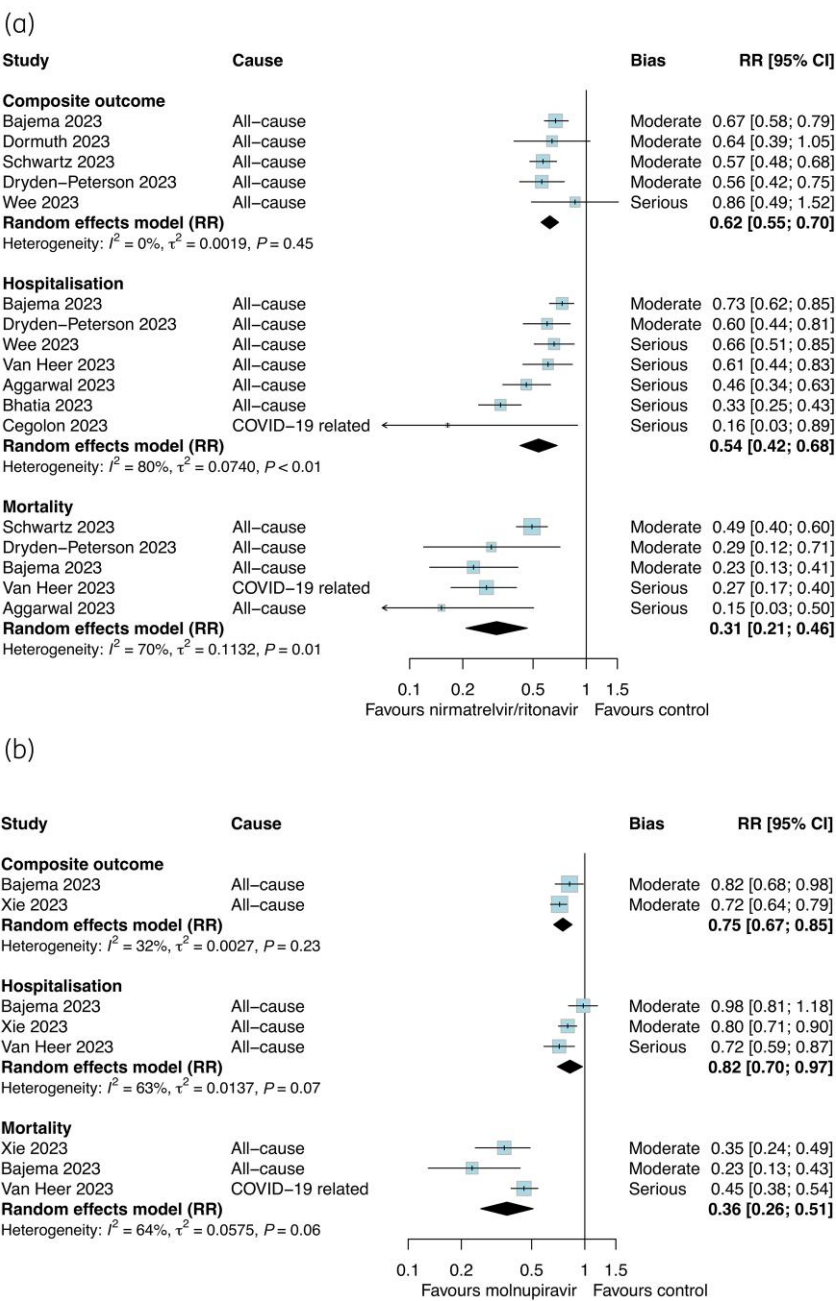 (a)
Study Cause Bias RR [95% CI]
Composite outcome
Bajema 2023 All−cause Moderate 0.67 [0.58; 0.79]
Dormuth 2023 All−cause Moderate 0.64 [0.39; 1.05]
Schwartz 2023 All−cause Moderate 0.57 [0.48; 0.68]
Dryden−Peterson 2023 All−cause Moderate 0.56 [0.42; 0.75]
Wee 2023 All−cause Serious 0.86 [0.49; 1.52]
Random effects model (RR) 0.62 [0.55; 0.70]
Heterogeneity: I² = 0%, τ² = 0.0019, P = 0.45
Hospitalisation
Bajema 2023 All−cause Moderate 0.73 [0.62; 0.85]
Dryden−Peterson 2023 All−cause Moderate 0.60 [0.44; 0.81]
Wee 2023 All−cause Serious 0.66 [0.51; 0.85]
Van Heer 2023 All−cause Serious 0.61 [0.44; 0.83]
Aggarwal 2023 All−cause Serious 0.46 [0.34; 0.63]
Bhatia 2023 All−cause Serious 0.33 [0.25; 0.43]
Cegolon 2023 COVID−19 related Serious 0.16 [0.03; 0.89]
Random effects model (RR) 0.54 [0.42; 0.68]
Heterogeneity: I² = 80%, τ² = 0.0740, P < 0.01
Mortality
Schwartz 2023 All−cause Moderate 0.49 [0.40; 0.60]
Dryden−Peterson 2023 All−cause Moderate 0.29 [0.12; 0.71]
Bajema 2023 All−cause Moderate 0.23 [0.13; 0.41]
Van Heer 2023 COVID−19 related Serious 0.27 [0.17; 0.40]
Aggarwal 2023 All−cause Serious 0.15 [0.03; 0.50]
Random effects model (RR) 0.31 [0.21; 0.46]
Heterogeneity: I² = 70%, τ² = 0.1132, P = 0.01
0.1 0.2 0.5 1 1.5
Favours nirmatrelvir/ritonavir Favours control
(b)
Study Cause Bias RR [95% CI]
Composite outcome
Bajema 2023 All−cause Moderate 0.82 [0.68; 0.98]
Xie 2023 All−cause Moderate 0.72 [0.64; 0.79]
Random effects model (RR) 0.75 [0.67; 0.85]
Heterogeneity: I² = 32%, τ² = 0.0027, P = 0.23
Hospitalisation
Bajema 2023 All−cause Moderate 0.98 [0.81; 1.18]
Xie 2023 All−cause Moderate 0.80 [0.71; 0.90]
Van Heer 2023 All−cause Serious 0.72 [0.59; 0.87]
Random effects model (RR) 0.82 [0.70; 0.97]
Heterogeneity: I² = 63%, τ² = 0.0137, P = 0.07
Mortality
Xie 2023 All−cause Moderate 0.35 [0.24; 0.49]
Bajema 2023 All−cause Moderate 0.23 [0.13; 0.43]
Van Heer 2023 COVID−19 related Serious 0.45 [0.38; 0.54]
Random effects model (RR) 0.36 [0.26; 0.51]
Heterogeneity: I² = 64%, τ² = 0.0575, P = 0.06
0.1 0.2 0.5 1 1.5
Favours molnupiravir Favours control